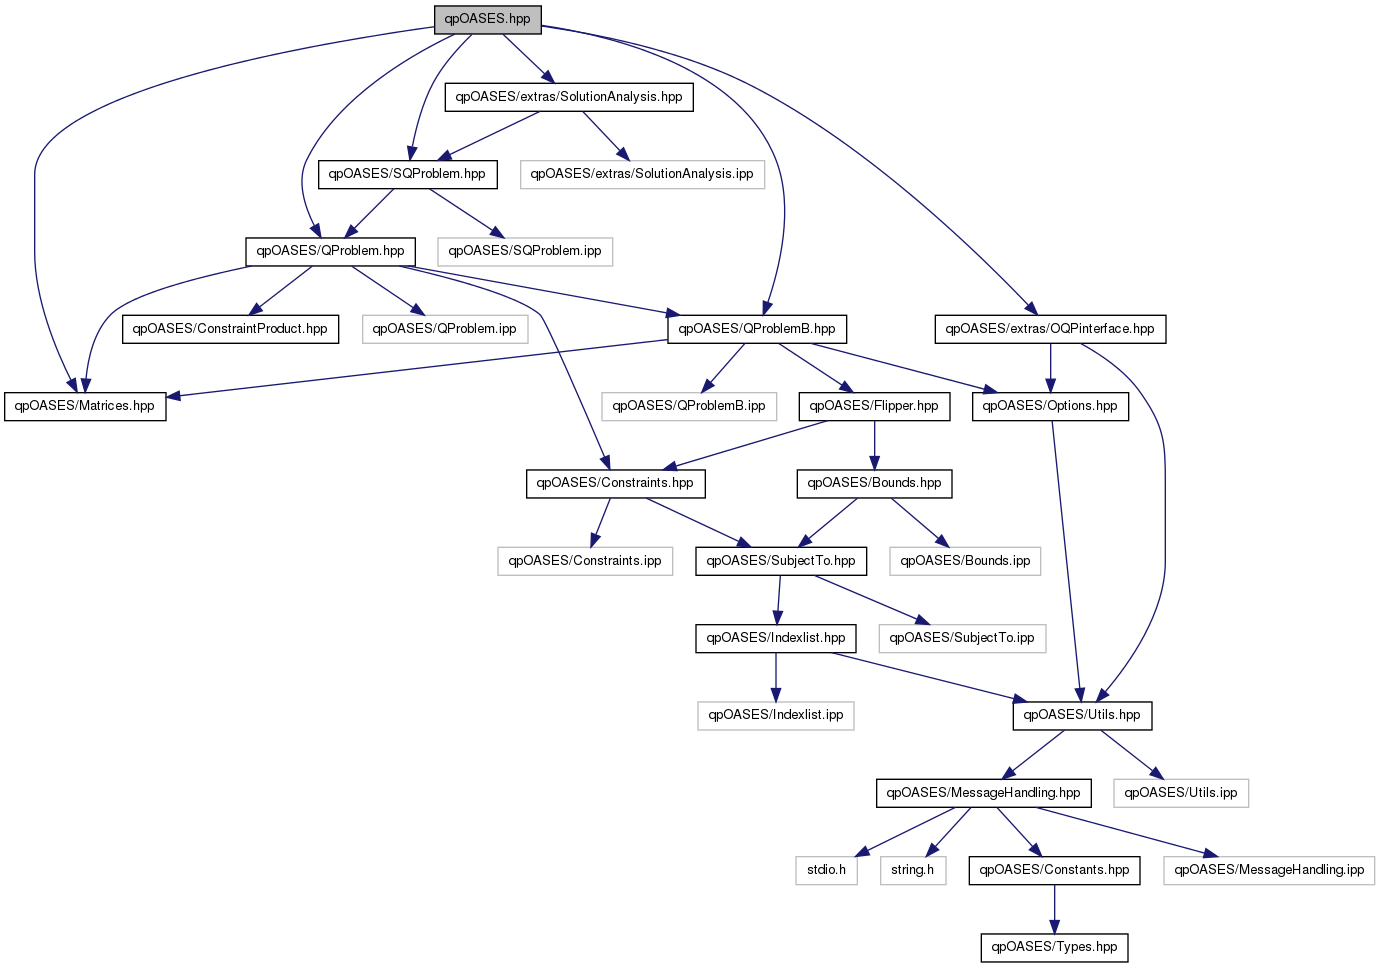 qpOASES.hpp
qpOASES/extras/SolutionAnalysis.hpp
qpOASES/SQProblem.hpp
qpOASES/extras/SolutionAnalysis.ipp
qpOASES/QProblem.hpp
qpOASES/SQProblem.ipp
qpOASES/ConstraintProduct.hpp
qpOASES/QProblem.ipp
qpOASES/QProblemB.hpp
qpOASES/extras/OQPinterface.hpp
qpOASES/Matrices.hpp
qpOASES/QProblemB.ipp
qpOASES/Flipper.hpp
qpOASES/Options.hpp
qpOASES/Constraints.hpp
qpOASES/Bounds.hpp
qpOASES/Constraints.ipp
qpOASES/SubjectTo.hpp
qpOASES/Bounds.ipp
qpOASES/Indexlist.hpp
qpOASES/SubjectTo.ipp
qpOASES/Indexlist.ipp
qpOASES/Utils.hpp
qpOASES/MessageHandling.hpp
qpOASES/Utils.ipp
stdio.h
string.h
qpOASES/Constants.hpp
qpOASES/MessageHandling.ipp
qpOASES/Types.hpp